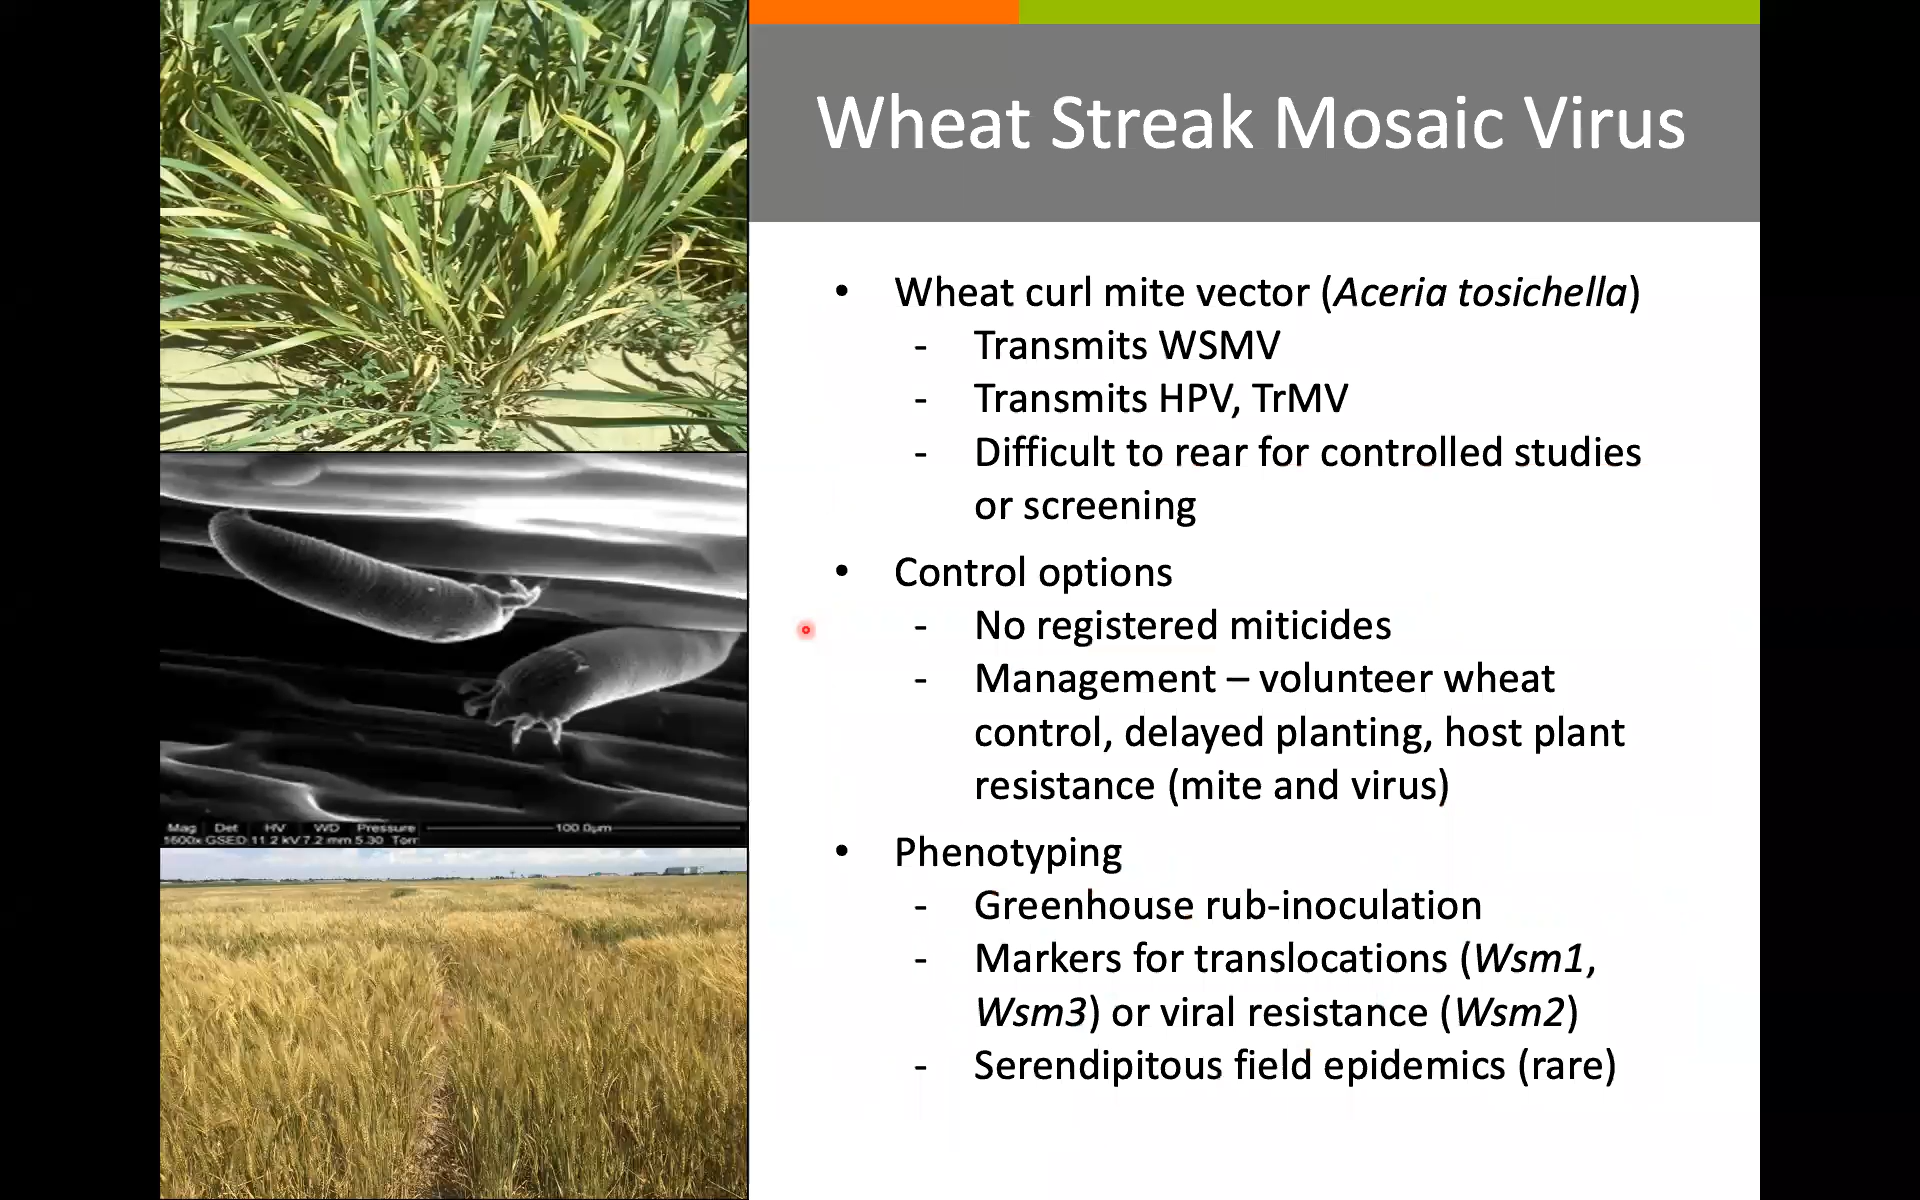 Wheat Streak Mosaic Virus
• Wheat curl mite vector (Aceria tosichella)
- Transmits WSMV
- Transmits HPV, TrMV
- Difficult to rear for controlled studies
or screening
• Control options
- No registered miticides
- Management – volunteer wheat
control, delayed planting, host plant
resistance (mite and virus)
• Phenotyping
- Greenhouse rub-inoculation
- Markers for translocations (Wsm1,
Wsm3) or viral resistance (Wsm2)
- Serendipitous field epidemics (rare)
Mag Det HV WD Pressure 100.0µm
1600x GSED 11.2 kV 7.2 mm 5.30 Torr